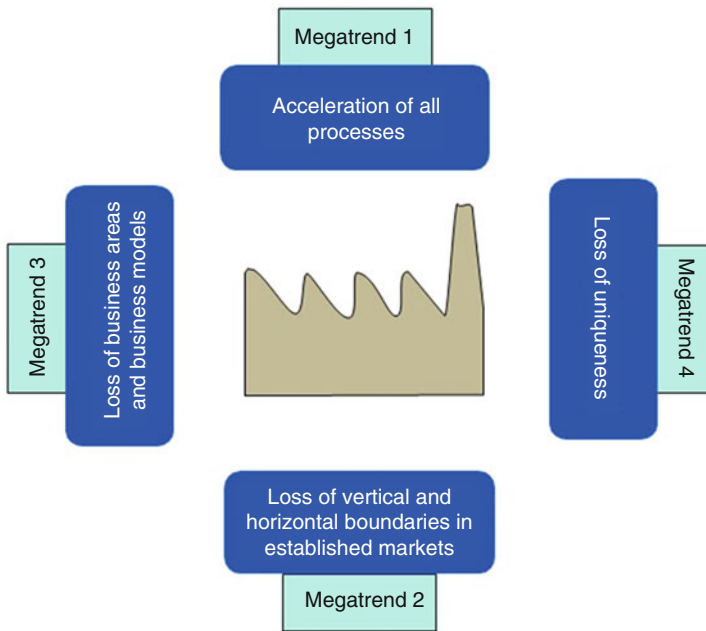 Megatrend 1
Acceleration of all
processes
Megatrend 3
Loss of business areas
and business models
Loss of uniqueness
Megatrend 4
Loss of vertical and
horizontal boundaries in
established markets
Megatrend 2